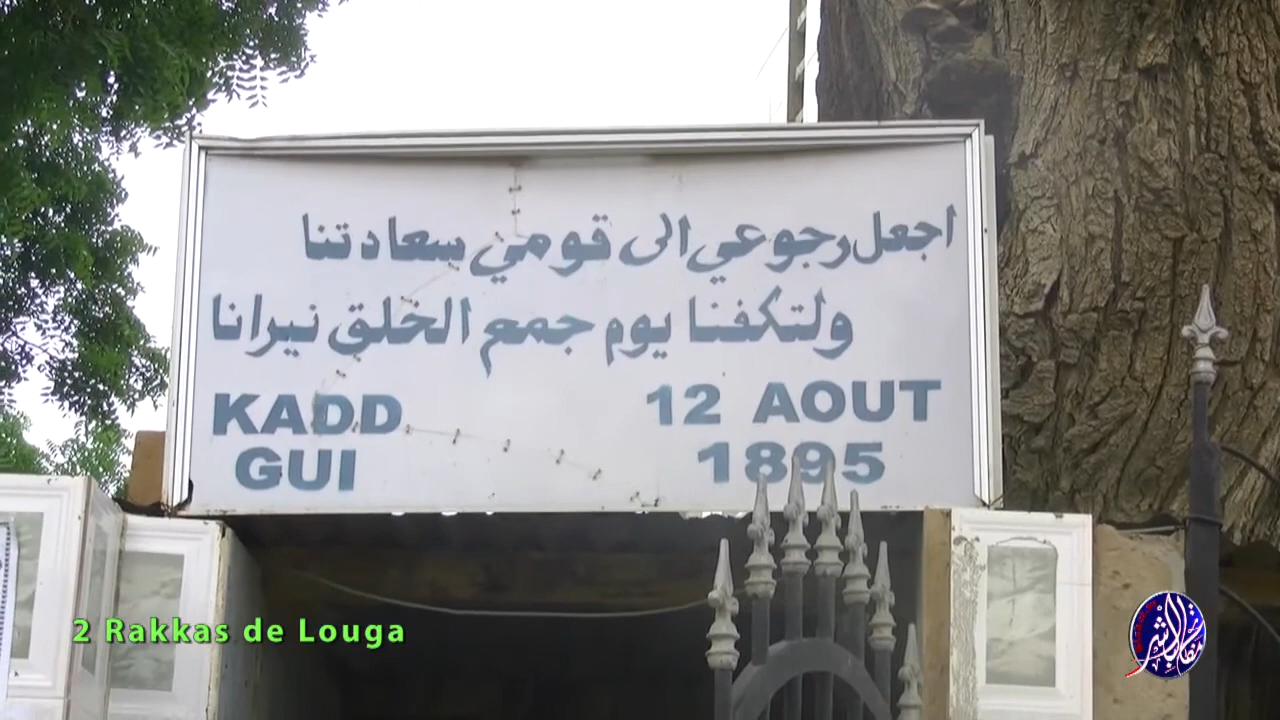 اجعل رجوعي الى قومي سعادتنا
ولتكفنا يوم جمع الخلق نيرانا
KADD GUI
12 AOUT 1895
2 Rakkas de Louga